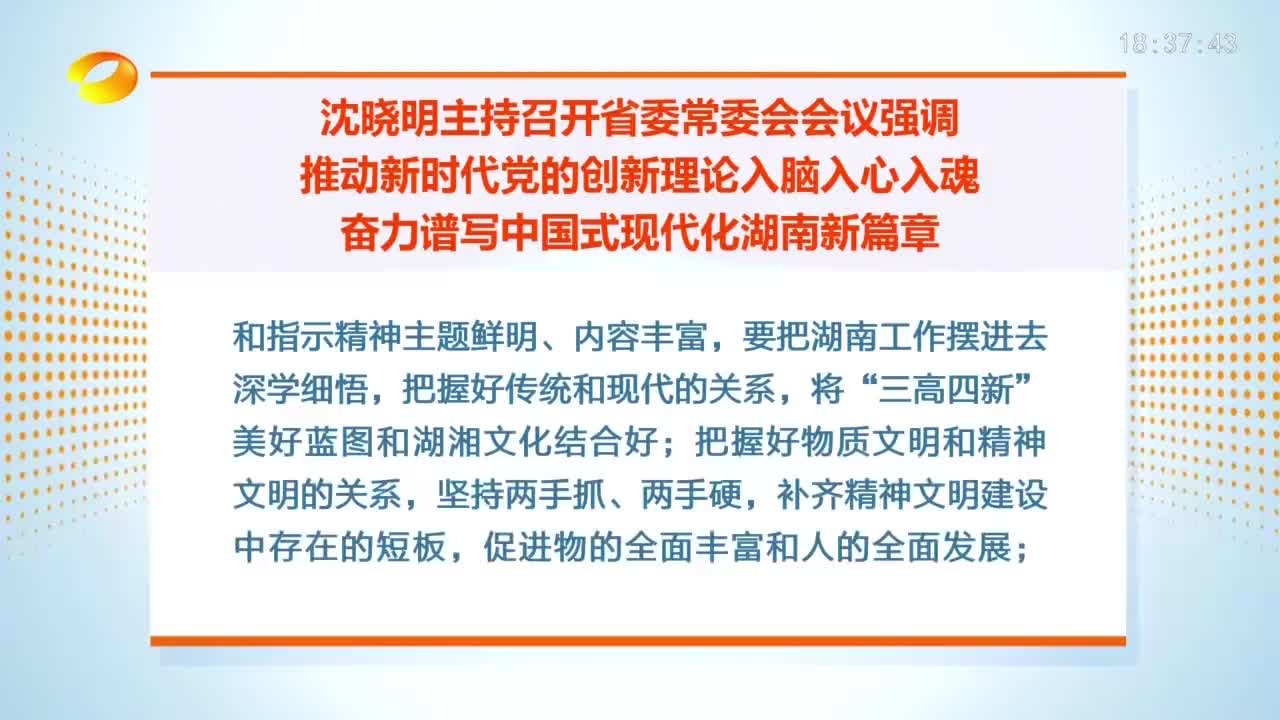 18:37:43
沈晓明主持召开省委常委会会议强调
推动新时代党的创新理论入脑入心入魂
奋力谱写中国式现代化湖南新篇章
和指示精神主题鲜明、内容丰富，要把湖南工作摆进去
深学细悟，把握好传统和现代的关系，将“三高四新”
美好蓝图和湖湘文化结合好；把握好物质文明和精神
文明的关系，坚持两手抓、两手硬，补齐精神文明建设
中存在的短板，促进物的全面丰富和人的全面发展；